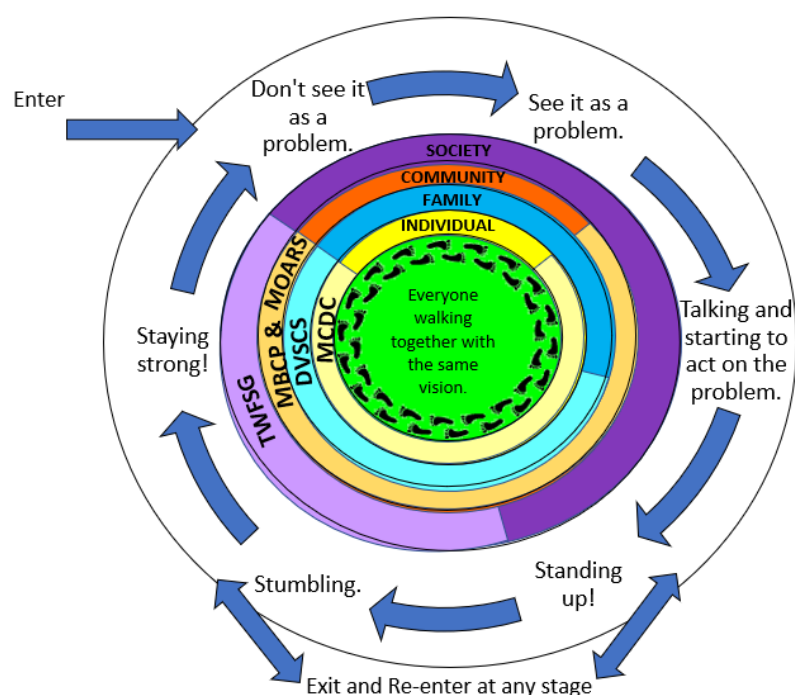 Enter
Don't see it
as a
problem.
See it as a
problem.
Talking and
starting to
act on the
problem.
Standing
up!
Stumbling.
Staying
strong!
Exit and Re-enter at any stage
SOCIETY
COMMUNITY
FAMILY
INDIVIDUAL
TWFSG
MBCP & MOARS
DVSCS
MCDC
Everyone
walking
together with
the same
vision.